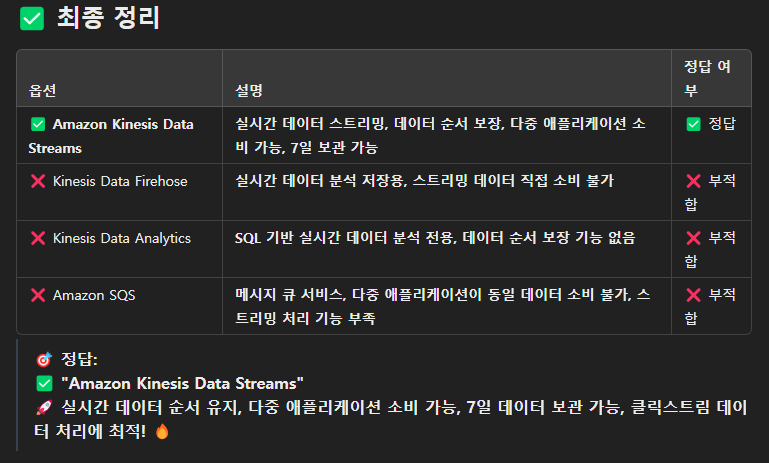 ✅ 최종 정리
옵션 설명 정답 여
부
✅ Amazon Kinesis Data
Streams
실시간 데이터 스트리밍, 데이터 순서 보장, 다중 애플리케이션 소
비 가능, 7일 보관 가능
✅ 정답
❌ Kinesis Data Firehose
실시간 데이터 분석 저장용, 스트리밍 데이터 직접 소비 불가
❌ 부적
합
❌ Kinesis Data Analytics
SQL 기반 실시간 데이터 분석 전용, 데이터 순서 보장 기능 없음
❌ 부적
합
❌ Amazon SQS
메시지 큐 서비스, 다중 애플리케이션이 동일 데이터 소비 불가, 스
트리밍 처리 기능 부족
❌ 부적
합
🎯 정답:
✅ "Amazon Kinesis Data Streams"
🚀 실시간 데이터 순서 유지, 다중 애플리케이션 소비 가능, 7일 데이터 보관 가능, 클릭스트림 데이
터 처리에 최적! 🔥